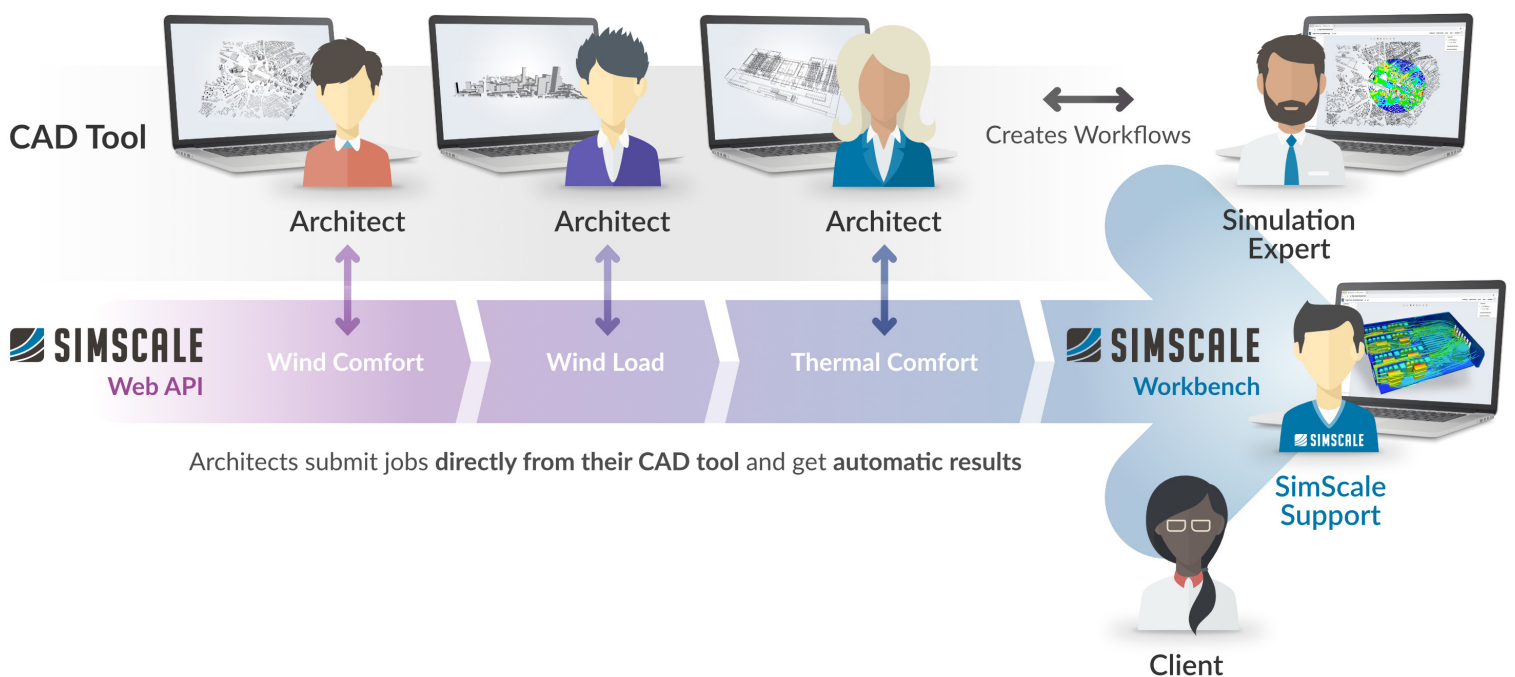 CAD Tool
Creates Workflows
Architect
Architect
Architect
Simulation
Expert
SIMSCALE
Web API
Wind Comfort
Wind Load
Thermal Comfort
SIMSCALE
Workbench
SIMSCALE
Architects submit jobs directly from their CAD tool and get automatic results
SimScale
Support
Client